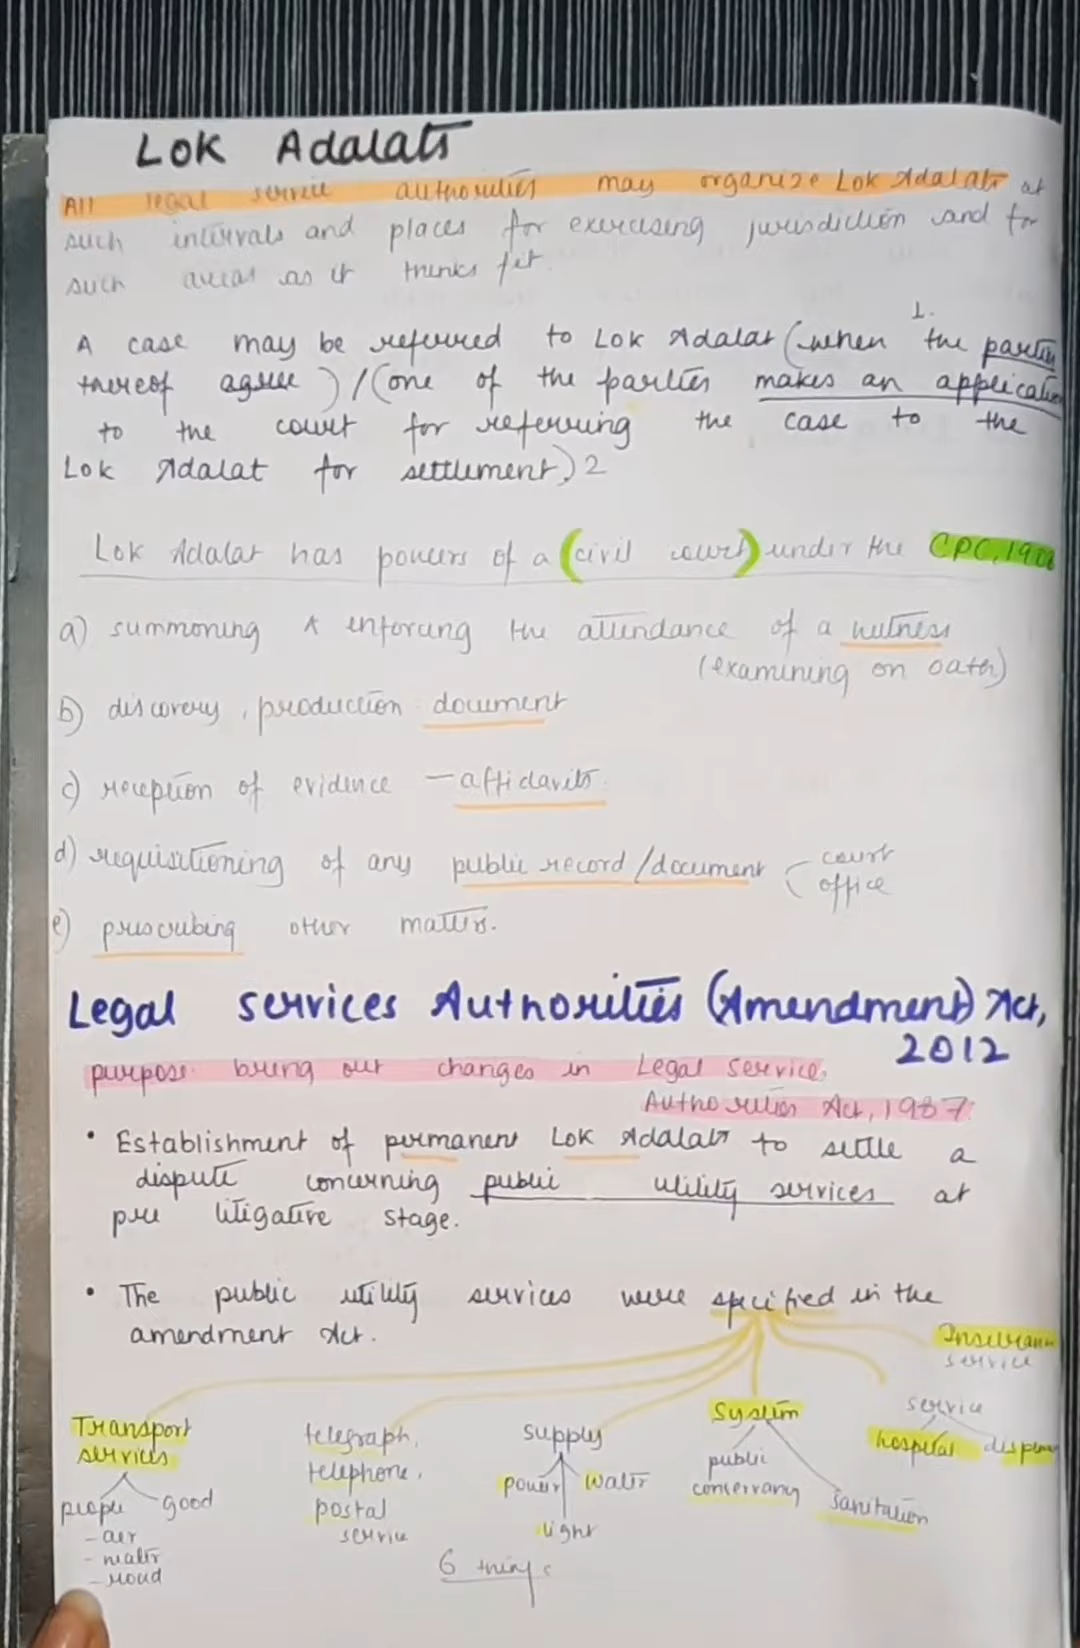 Lok Adalats
All legal service authorities may organize Lok Adalats at
such intervals and places for exercising jurisdiction and for
such areas as it thinks fit.
1.
A case may be referred to Lok Adalat (when the parties
thereof agree) / (one of the parties makes an application
to the court for referring the case to the
Lok Adalat for settlement) 2
Lok Adalat has powers of a (civil court) under the CPC, 1908
a) summoning & enforcing the attendance of a witness
(examining on oath)
b) discovery, production document
c) reception of evidence - affidavits.
d) requisitioning of any public record/document
court
office
e) prescribing other matters.
Legal services Authorities (Amendment) Act,
2012
purpose: bring out changes in Legal services
Authorities Act, 1987
• Establishment of permanent Lok Adalats to settle a
dispute concerning public utility services at
pre litigative stage.
• The public utility services were specified in the
amendment Act.
Insurance
service
Transport
services
people
good
- air
- water
- road
telegraph,
telephone,
postal
service
supply
power
water
light
System
public
conservancy
sanitation
service
hospital
6 things